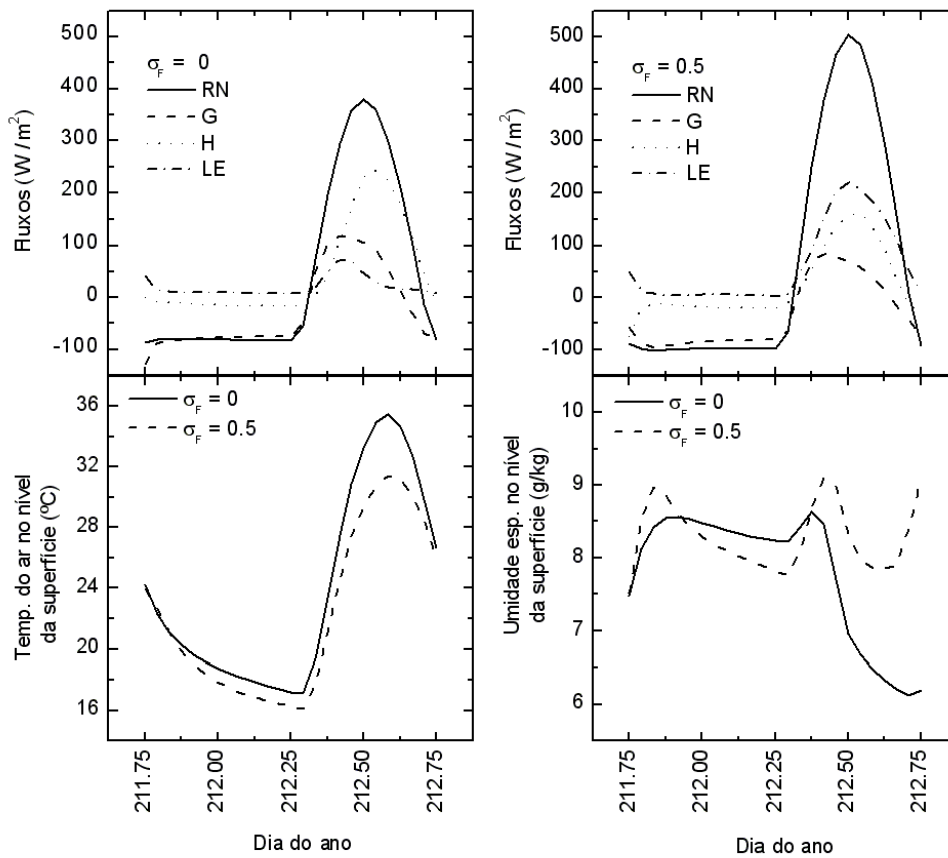 500
400
300
200
100
0
-100
Fluxos (W/m²)
σF = 0
RN
G
H
LE
500
400
300
200
100
0
-100
Fluxos (W/m²)
σF = 0.5
RN
G
H
LE
36
32
28
24
20
16
Temp. do ar no nível
da superfície (ºC)
σF = 0
σF = 0.5
211.75
212.00
212.25
212.50
212.75
Dia do ano
10
9
8
7
6
Umidade esp. no nível
da superfície (g/kg)
σF = 0
σF = 0.5
211.75
212.00
212.25
212.50
212.75
Dia do ano